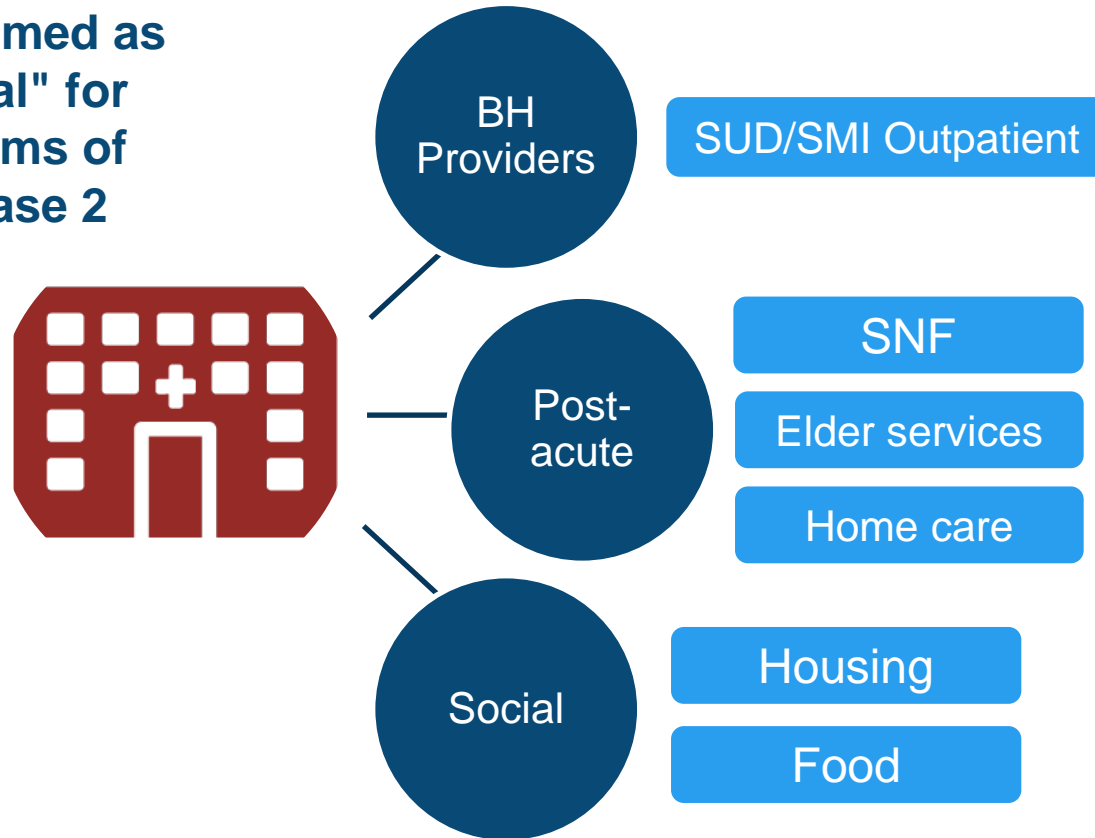 med as
al" for
ms of
ase 2
BH
Providers
SUD/SMI Outpatient
Post-
acute
SNF
Elder services
Home care
Social
Housing
Food